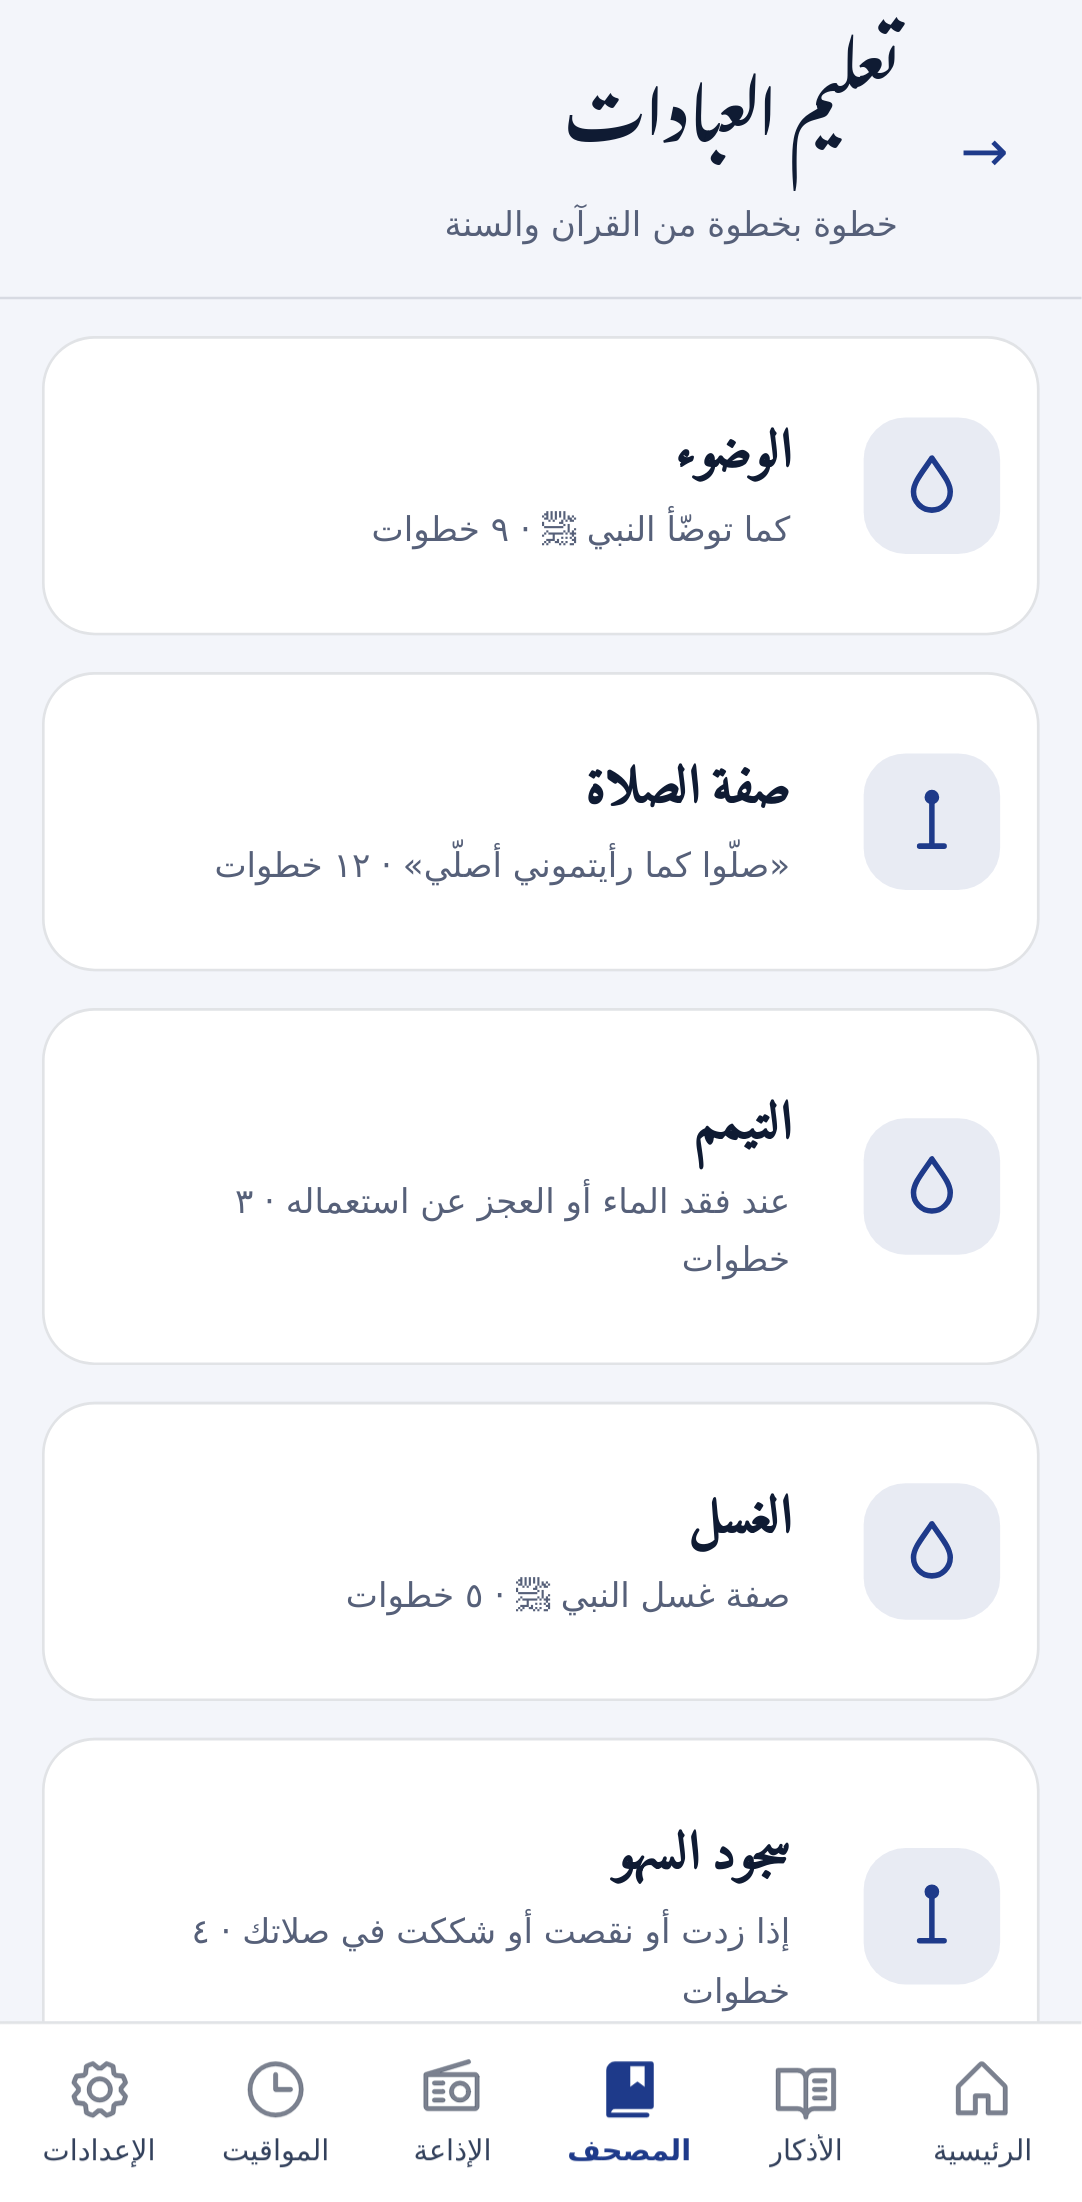 تعليم العبادات
خطوة بخطوة من القرآن والسنة
الوضوء
كما توضّأ النبي ﷺ · ٩ خطوات
صفة الصلاة
«صلّوا كما رأيتموني أصلّي» · ١٢ خطوات
التيمم
عند فقد الماء أو العجز عن استعماله · ٣
خطوات
الغسل
صفة غسل النبي ﷺ · ٥ خطوات
سجود السهو
إذا زدت أو نقصت أو شككت في صلاتك · ٤
خطوات
الرئيسية
الأذكار
المصحف
الإذاعة
المواقيت
الإعدادات